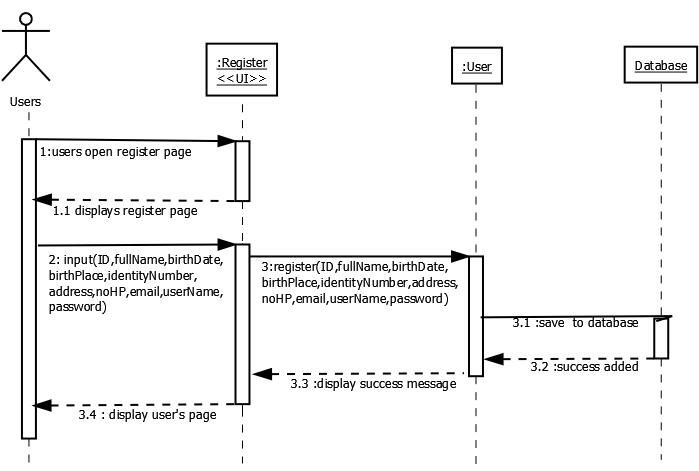 :Register
<<UI>>
:User
Database
Users
1:users open register page
1.1 displays register page
2: input(ID,fullName,birthDate,
birthPlace,identityNumber,
address,noHP,email,userName,
password)
3:register(ID,fullName,birthDate,
birthPlace,identityNumber,address,
noHP,email,userName,password)
3.1 :save to database
3.2 :success added
3.3 :display success message
3.4 : display user's page